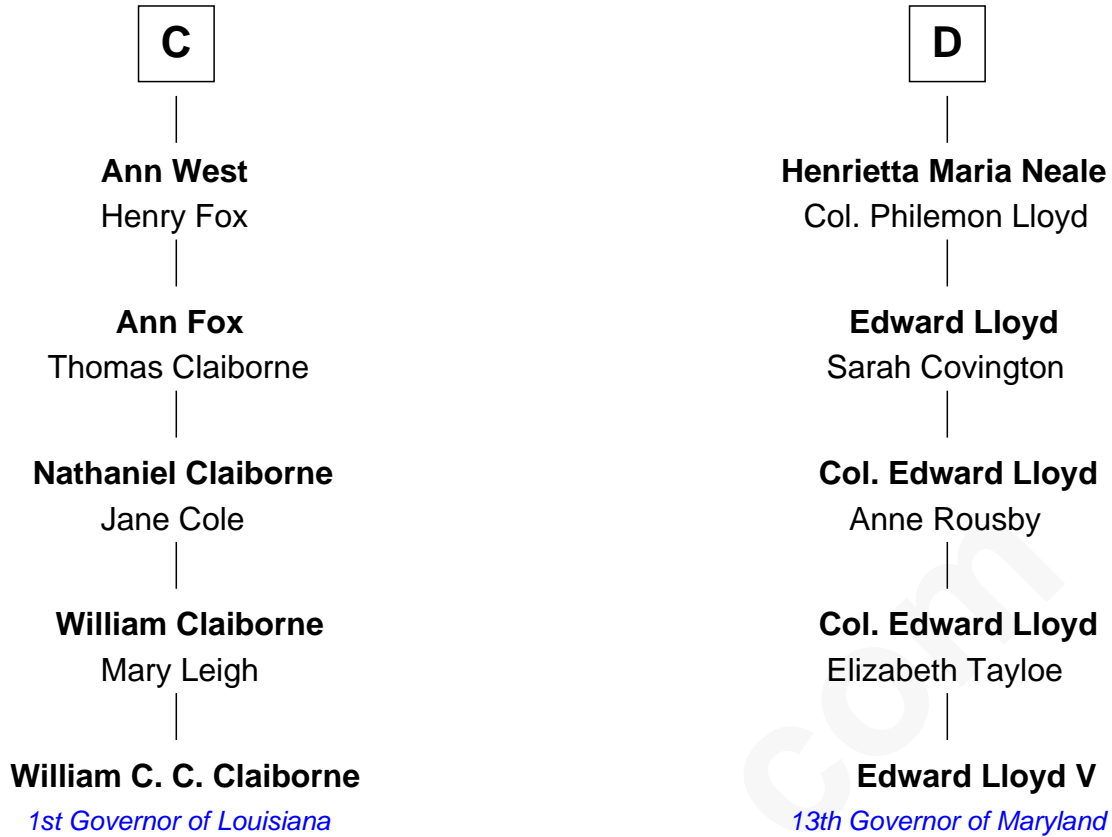 C
Ann West
Henry Fox
Ann Fox
Thomas Claiborne
Nathaniel Claiborne
Jane Cole
William Claiborne
Mary Leigh
William C. C. Claiborne
1st Governor of Louisiana
D
Henrietta Maria Neale
Col. Philemon Lloyd
Edward Lloyd
Sarah Covington
Col. Edward Lloyd
Anne Rousby
Col. Edward Lloyd
Elizabeth Tayloe
Edward Lloyd V
13th Governor of Maryland
com